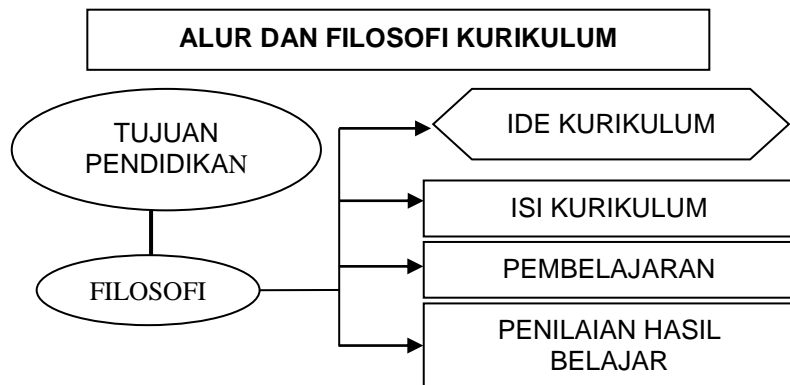 ALUR DAN FILOSOFI KURIKULUM
TUJUAN
PENDIDIKAN
FILOSOFI
IDE KURIKULUM
ISI KURIKULUM
PEMBELAJARAN
PENILAIAN HASIL
BELAJAR